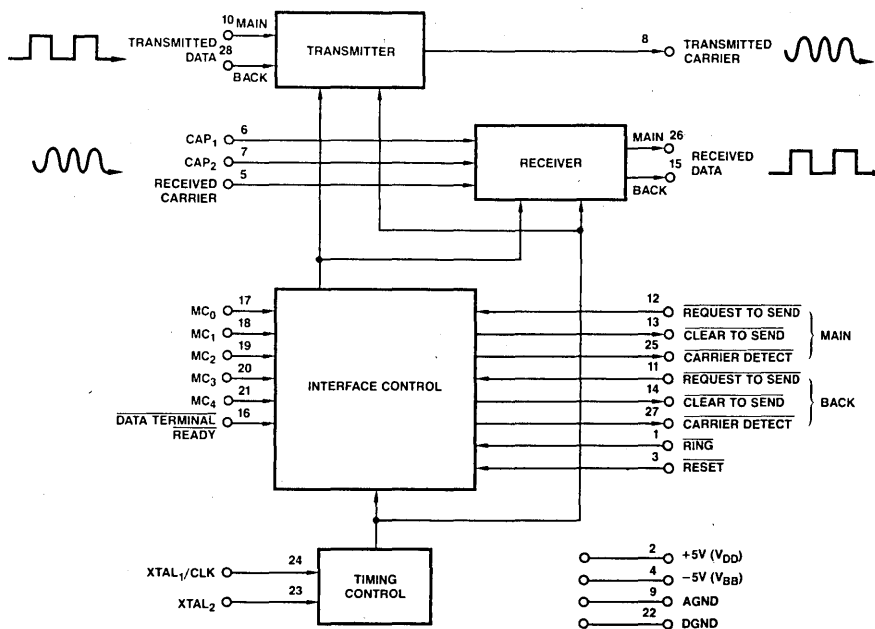 10 MAIN
TRANSMITTED
DATA
28
BACK
TRANSMITTER
8
TRANSMITTED
CARRIER
CAP1
6
CAP2
7
RECEIVED
CARRIER
5
RECEIVER
MAIN 26
15
BACK
RECEIVED
DATA
MC0
17
MC1
18
MC2
19
MC3
20
MC4
21
DATA TERMINAL
READY
16
INTERFACE CONTROL
12
REQUEST TO SEND
13
CLEAR TO SEND
25
CARRIER DETECT
MAIN
11
REQUEST TO SEND
14
CLEAR TO SEND
27
CARRIER DETECT
BACK
1
RING
3
RESET
XTAL1/CLK
24
XTAL2
23
TIMING
CONTROL
2
+5V (VDD)
4
−5V (VBB)
9
AGND
22
DGND